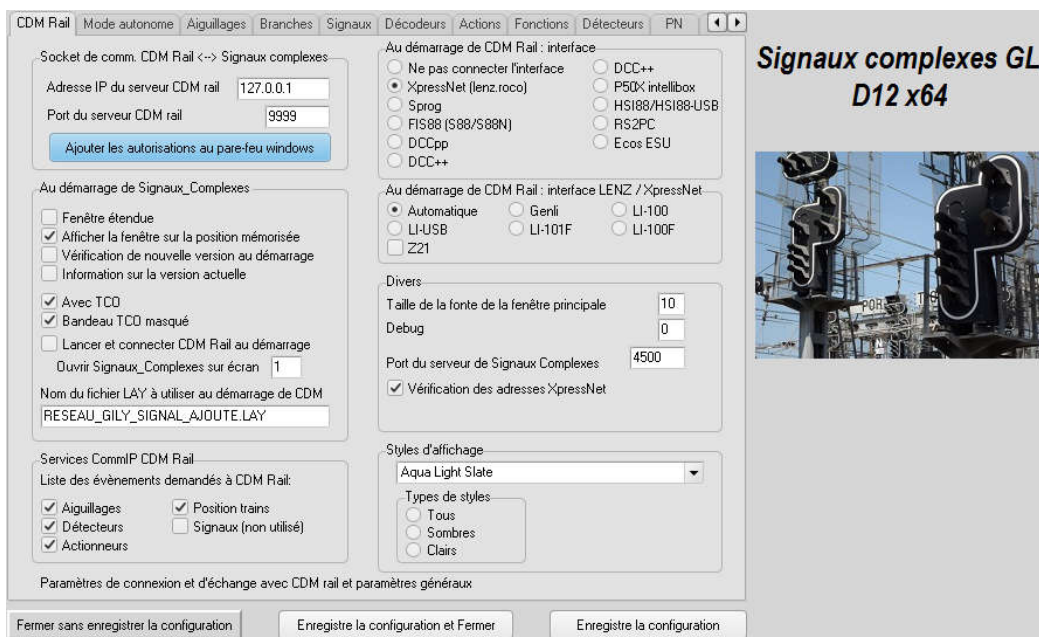 CDM Rail
Mode autonome
Aiguillages
Branches
Signaux
Décodeurs
Actions
Fonctions
Détecteurs
PN
Socket de comm. CDM Rail <--> Signaux complexes
Adresse IP du serveur CDM rail
127.0.0.1
Port du serveur CDM rail
9999
Ajouter les autorisations au pare-feu windows
Au démarrage de Signaux_Complexes
Fenêtre étendue
Afficher la fenêtre sur la position mémorisée
Vérification de nouvelle version au démarrage
Information sur la version actuelle
Avec TCO
Bandeau TCO masqué
Lancer et connecter CDM Rail au démarrage
Ouvrir Signaux_Complexes sur écran
1
Nom du fichier LAY à utiliser au démarrage de CDM
RESEAU_GILY_SIGNAL_AJOUTE.LAY
Services CommIP CDM Rail
Liste des évènements demandés à CDM Rail:
Aiguillages
Position trains
Détecteurs
Signaux (non utilisé)
Actionneurs
Au démarrage de CDM Rail : interface
Ne pas connecter l'interface
DCC++
XpressNet (lenz.roco)
P50X intellibox
Sprog
HSI88/HSI88-USB
FIS88 (S88/S88N)
RS2PC
DCCpp
Ecos ESU
DCC++
Au démarrage de CDM Rail : interface LENZ / XpressNet
Automatique
Genli
LI-100
LI-USB
LI-101F
LI-100F
Z21
Divers
Taille de la fonte de la fenêtre principale
10
Debug
0
Port du serveur de Signaux Complexes
4500
Vérification des adresses XpressNet
Styles d'affichage
Aqua Light Slate
Types de styles
Tous
Sombres
Clairs
Paramètres de connexion et d'échange avec CDM rail et paramètres généraux
Fermer sans enregistrer la configuration
Enregistre la configuration et Fermer
Enregistre la configuration
Signaux complexes GL
D12 x64